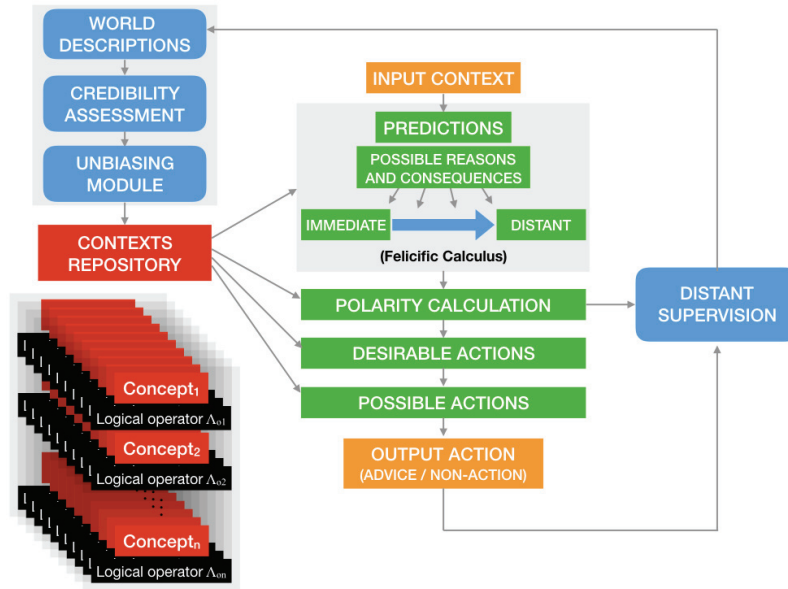 WORLD
DESCRIPTIONS
CREDIBILITY
ASSESSMENT
UNBIASING
MODULE
CONTEXTS
REPOSITORY
INPUT CONTEXT
PREDICTIONS
POSSIBLE REASONS
AND CONSEQUENCES
IMMEDIATE
DISTANT
(Felicific Calculus)
POLARITY CALCULATION
DESIRABLE ACTIONS
POSSIBLE ACTIONS
OUTPUT ACTION
(ADVICE / NON-ACTION)
DISTANT
SUPERVISION
Concept₁
Logical operator Λₒ₁
Concept₂
Logical operator Λₒ₂
Conceptₙ
Logical operator Λₒₙ